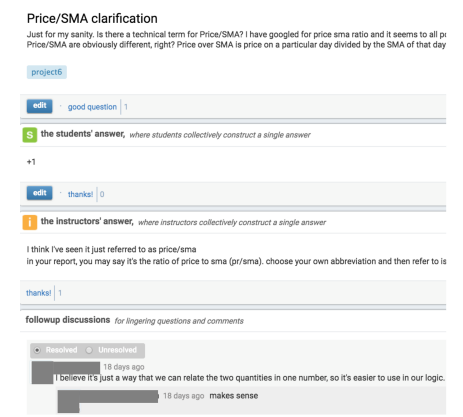 Price/SMA clarification
Just for my sanity. Is there a technical term for Price/SMA? I have googled for price sma ratio and it seems to all
Price/SMA are obviously different, right? Price over SMA is price on a particular day divided by the SMA of that day
project6
edit · good question 1
S the students' answer, where students collectively construct a single answer
+1
edit · thanks! 0
i the instructors' answer, where instructors collectively construct a single answer
I think I've seen it just referred to as price/sma
in your report, you may say it's the ratio of price to sma (pr/sma). choose your own abbreviation and then refer to is
thanks! 1
followup discussions for lingering questions and comments
Resolved Unresolved
18 days ago
I believe it's just a way that we can relate the two quantities in one number, so it's easier to use in our logic.
18 days ago makes sense